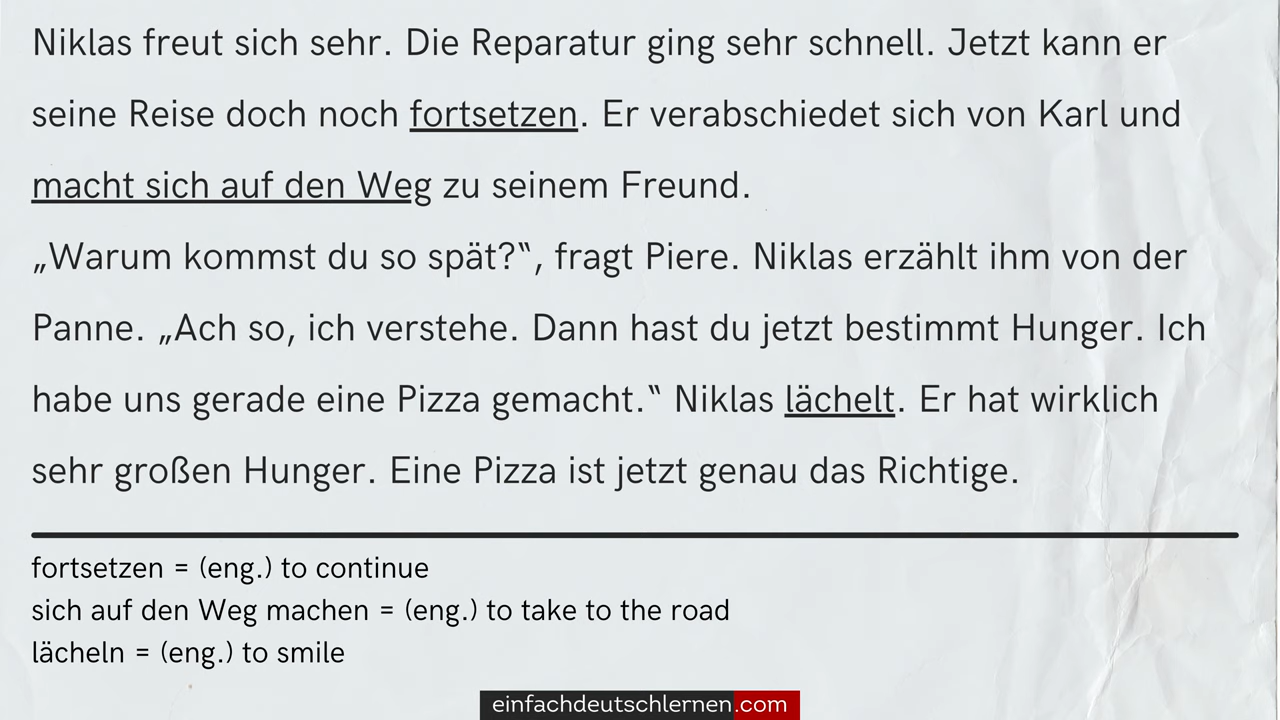 Niklas freut sich sehr. Die Reparatur ging sehr schnell. Jetzt kann er
seine Reise doch noch fortsetzen. Er verabschiedet sich von Karl und
macht sich auf den Weg zu seinem Freund.
„Warum kommst du so spät?‟, fragt Piere. Niklas erzählt ihm von der
Panne. „Ach so, ich verstehe. Dann hast du jetzt bestimmt Hunger. Ich
habe uns gerade eine Pizza gemacht.‟ Niklas lächelt. Er hat wirklich
sehr großen Hunger. Eine Pizza ist jetzt genau das Richtige.
fortsetzen = (eng.) to continue
sich auf den Weg machen = (eng.) to take to the road
lächeln = (eng.) to smile
einfachdeutschlernen.com